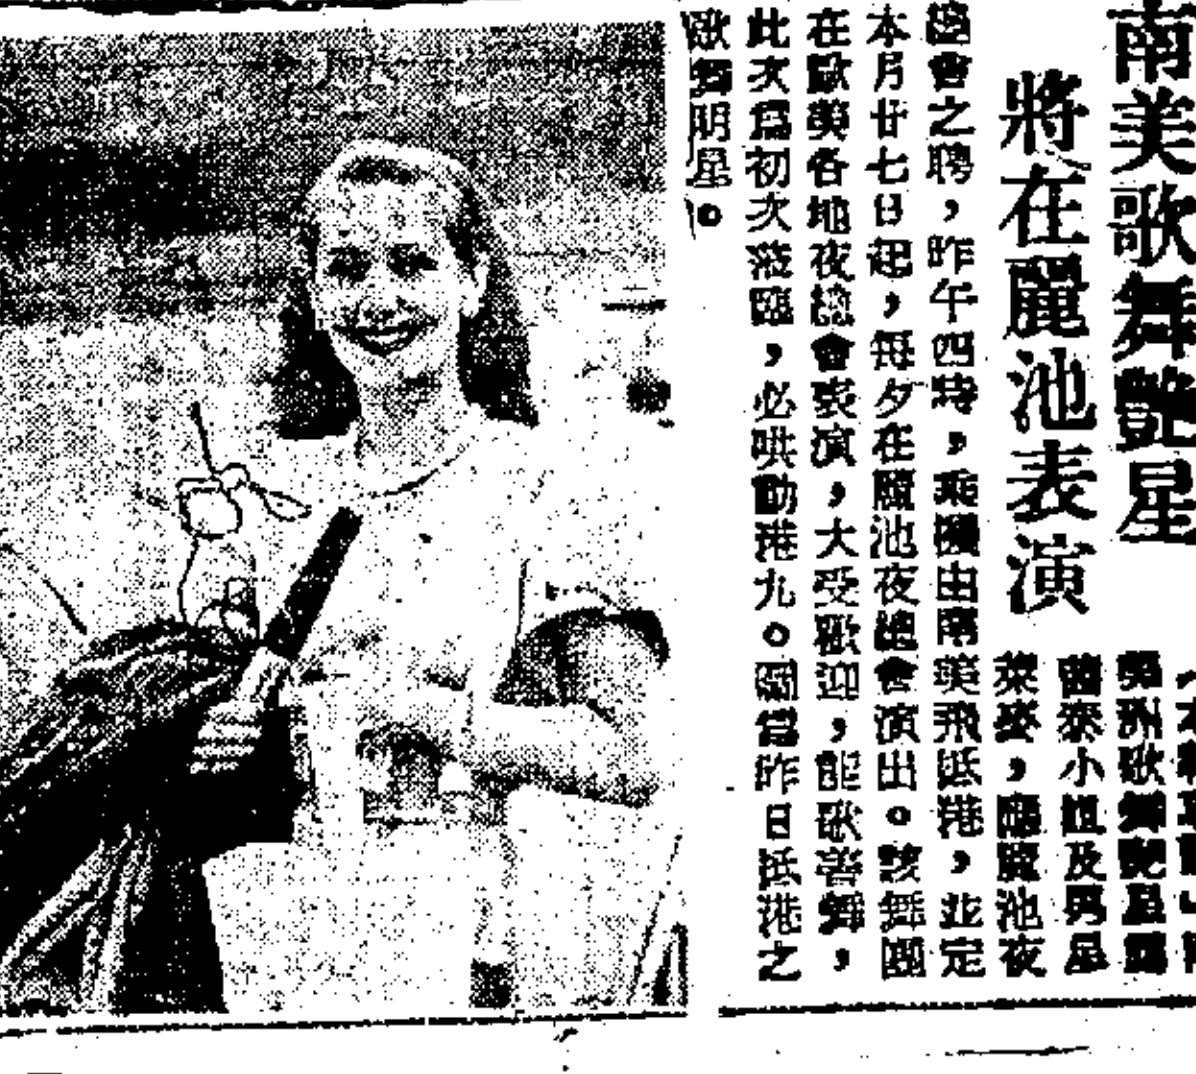 南美歌舞艷星
將在麗池表演
美洲歌舞艷星
小姐及男星
萊麥，應麗池夜
總會之聘，昨午四時，乘機由南美飛抵港，並定
本月廿七日起，每夕在麗池夜總會演出。該舞團
在歐美各地夜總會表演，大受歡迎，能歌善舞，
此次爲初次蒞臨，必哄動港九。圖爲昨日抵港之
歌舞明星。